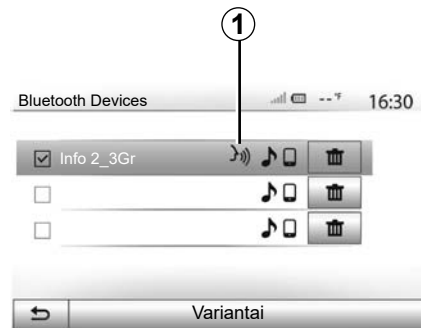 1
Bluetooth Devices --°F 16:30
Info 2_3Gr
Variantai